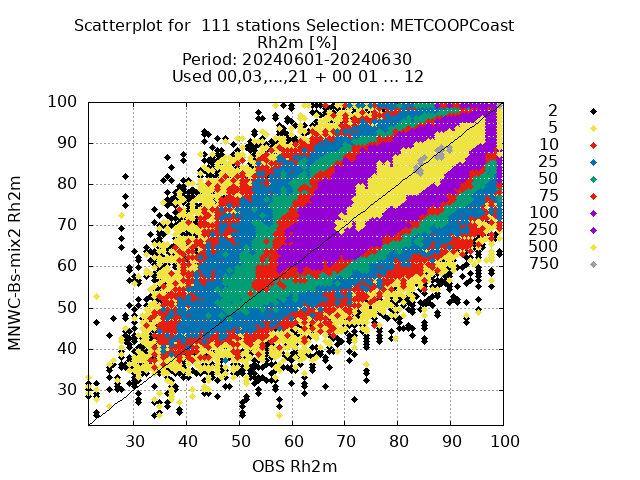 Scatterplot for  111 stations Selection: METCOOPCoast
Rh2m [%]
Period: 20240601-20240630
Used 00,03,...,21 + 00 01 ... 12
100
90
80
70
60
50
40
30
MNWC-Bs-mix2 Rh2m
30 40 50 60 70 80 90 100
OBS Rh2m
2
5
10
25
50
75
100
250
500
750